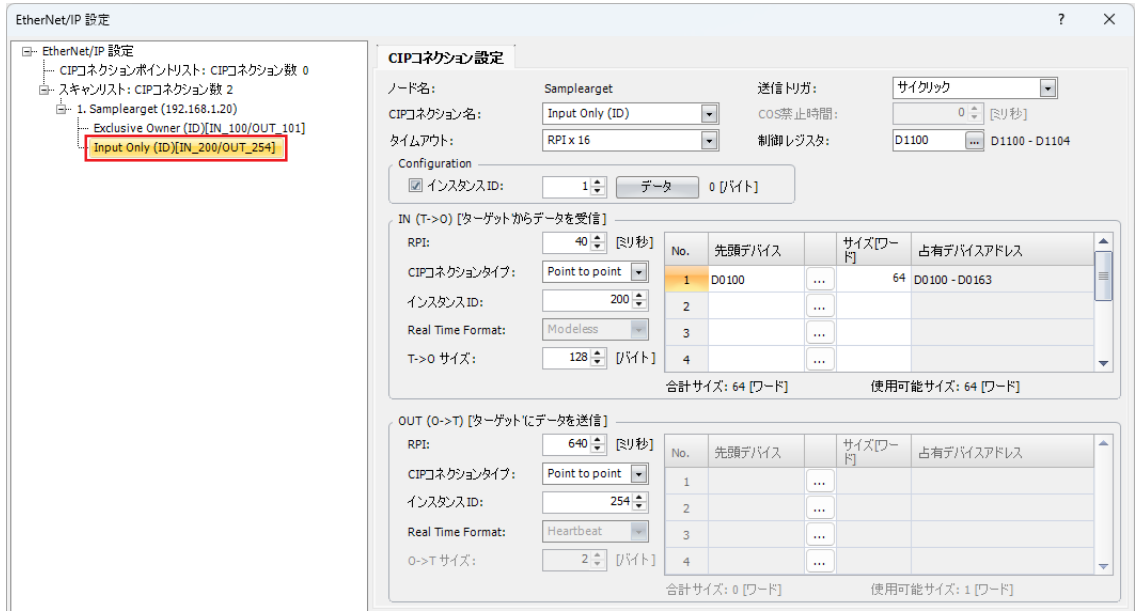 EtherNet/IP 設定
? ×
EtherNet/IP 設定
CIPコネクションポイントリスト: CIPコネクション数 0
スキャンリスト: CIPコネクション数 2
1. Samplearget (192.168.1.20)
Exclusive Owner (ID)[IN_100/OUT_101]
Input Only (ID)[IN_200/OUT_254]
CIPコネクション設定
ノード名: Samplearget 送信トリガ: サイクリック
CIPコネクション名: Input Only (ID) COS禁止時間: 0 [ミリ秒]
タイムアウト: RPI x 16 制御レジスタ: D1100 ... D1100 - D1104
Configuration
インスタンスID: 1 データ 0 [バイト]
IN (T->O) ['ターゲット'からデータを受信]
RPI: 40 [ミリ秒]
CIPコネクションタイプ: Point to point
インスタンスID: 200
Real Time Format: Modeless
T->O サイズ: 128 [バイト]
No. 先頭デバイス サイズ[ワード] 占有デバイスアドレス
1 D0100 ... 64 D0100 - D0163
2 ...
3 ...
4 ...
合計サイズ: 64 [ワード] 使用可能サイズ: 64 [ワード]
OUT (O->T) ['ターゲット'にデータを送信]
RPI: 640 [ミリ秒]
CIPコネクションタイプ: Point to point
インスタンスID: 254
Real Time Format: Heartbeat
O->T サイズ: 2 [バイト]
No. 先頭デバイス サイズ[ワード] 占有デバイスアドレス
1 ...
2 ...
3 ...
4 ...
合計サイズ: 0 [ワード] 使用可能サイズ: 1 [ワード]